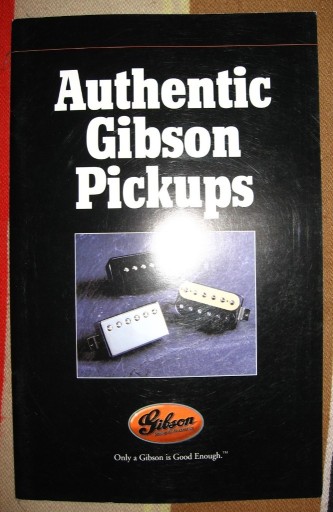 Authentic
Gibson
Pickups
Gibson
Only a Gibson is Good Enough.™